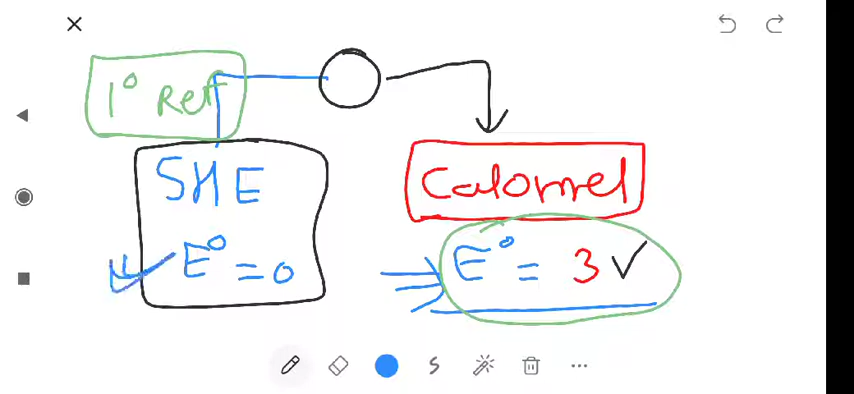 1° Ref
SHE
E° = 0
Calomel
E° = 3 ✓